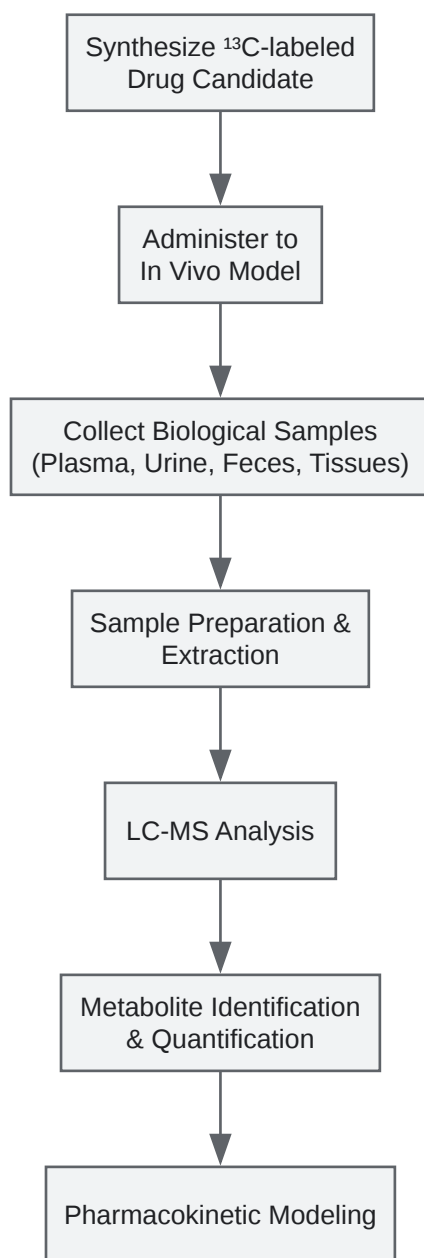 Synthesize ¹³C-labeled
Drug Candidate
Administer to
In Vivo Model
Collect Biological Samples
(Plasma, Urine, Feces, Tissues)
Sample Preparation &
Extraction
LC-MS Analysis
Metabolite Identification
& Quantification
Pharmacokinetic Modeling